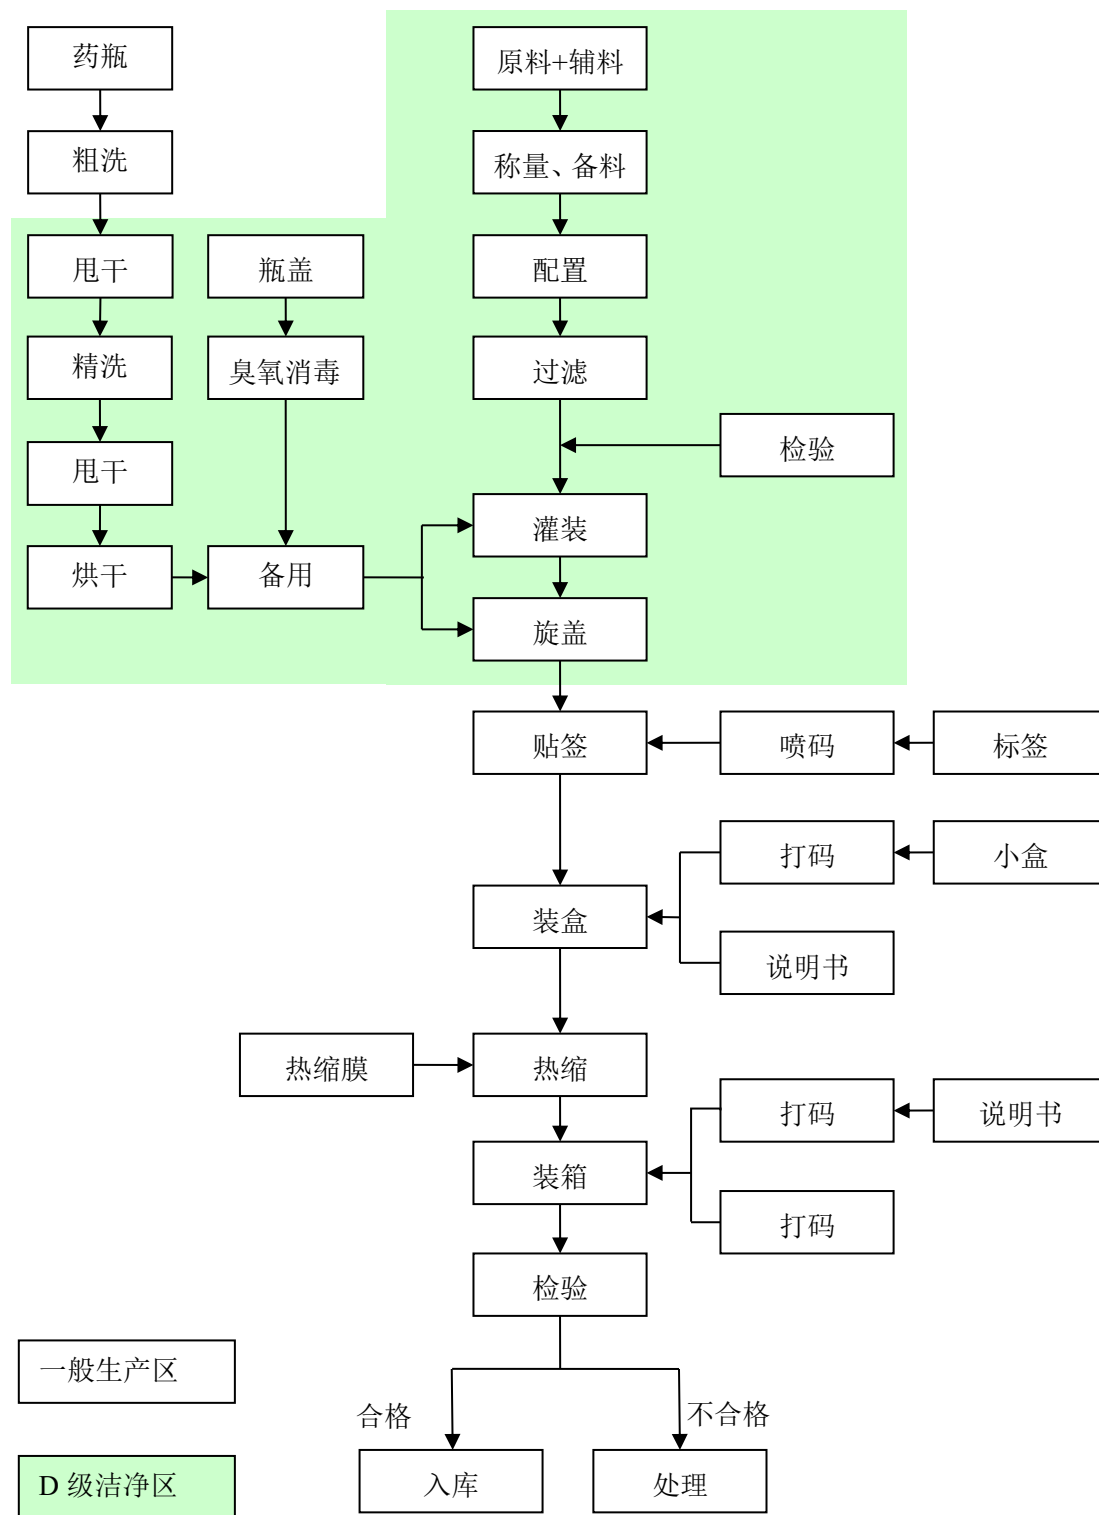 药瓶
原料+辅料
粗洗
称量、备料
甩干
瓶盖
配置
精洗
臭氧消毒
过滤
甩干
检验
灌装
烘干
备用
旋盖
贴签
喷码
标签
打码
小盒
装盒
说明书
热缩膜
热缩
打码
说明书
装箱
打码
检验
一般生产区
合格
不合格
D 级洁净区
入库
处理